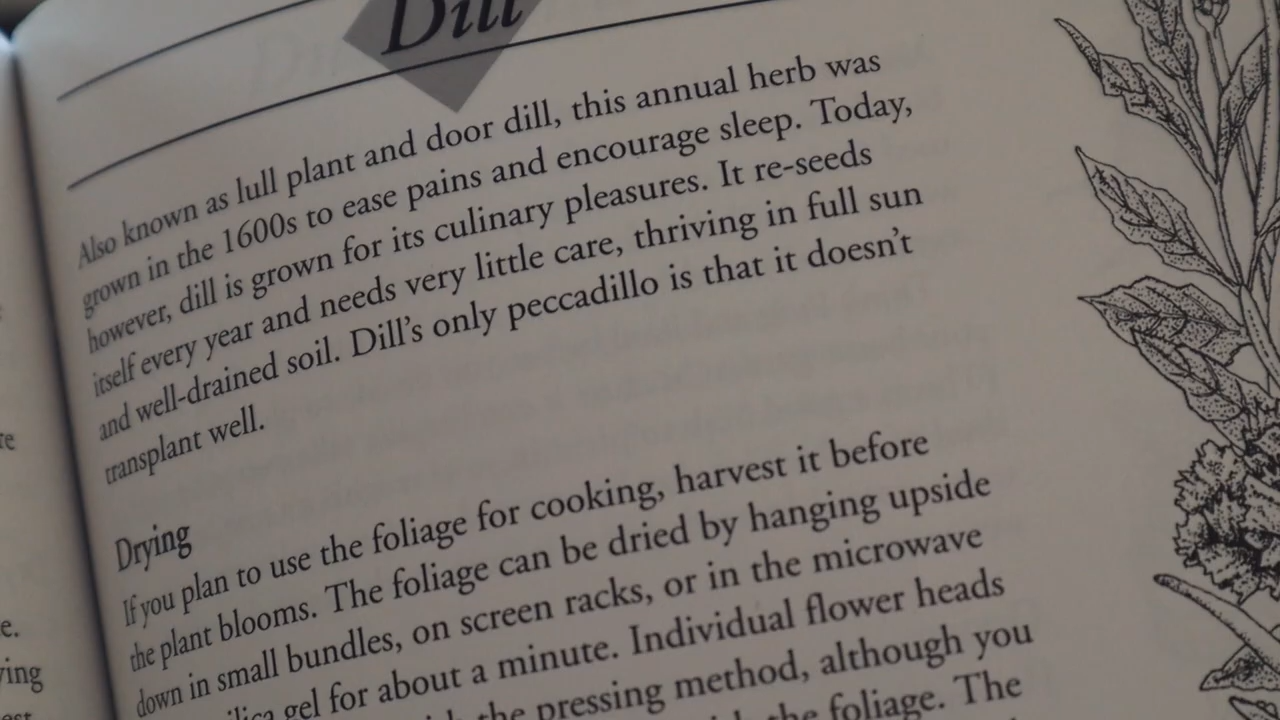 Dill
Also known as lull plant and door dill, this annual herb was
grown in the 1600s to ease pains and encourage sleep. Today,
however, dill is grown for its culinary pleasures. It re-seeds
itself every year and needs very little care, thriving in full sun
and well-drained soil. Dill's only peccadillo is that it doesn't
transplant well.
Drying
If you plan to use the foliage for cooking, harvest it before
the plant blooms. The foliage can be dried by hanging upside
down in small bundles, on screen racks, or in the microwave
gel for about a minute. Individual flower heads
the pressing method, although you
the foliage. The